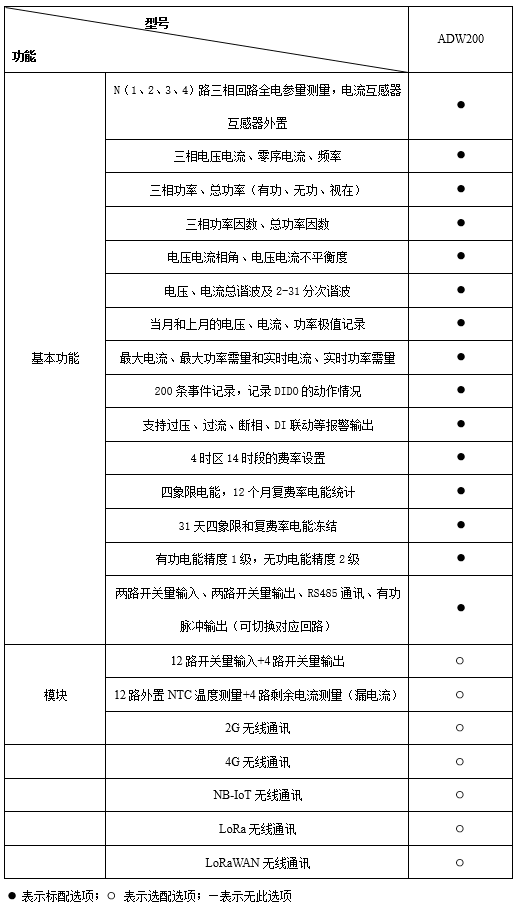 型号
功能
ADW200
N（1、2、3、4）路三相回路全电参量测量，电流互感器
互感器外置
●
三相电压电流、零序电流、频率
●
三相功率、总功率（有功、无功、视在）
●
三相功率因数、总功率因数
●
电压电流相角、电压电流不平衡度
●
电压、电流总谐波及 2-31 分次谐波
●
当月和上月的电压、电流、功率极值记录
●
基本功能
最大电流、最大功率需量和实时电流、实时功率需量
●
200 条事件记录，记录 DIDO 的动作情况
●
支持过压、过流、断相、DI 联动等报警输出
●
4 时区 14 时段的费率设置
●
四象限电能，12 个月复费率电能统计
●
31 天四象限和复费率电能冻结
●
有功电能精度 1 级，无功电能精度 2 级
●
两路开关量输入、两路开关量输出、RS485 通讯、有功
脉冲输出（可切换对应回路）
●
模块
12 路开关量输入+4 路开关量输出
○
12 路外置 NTC 温度测量+4 路剩余电流测量（漏电流）
○
2G 无线通讯
○
4G 无线通讯
○
NB-IoT 无线通讯
○
LoRa 无线通讯
○
LoRaWAN 无线通讯
○
● 表示标配选项；○ 表示选配选项；—表示无此选项